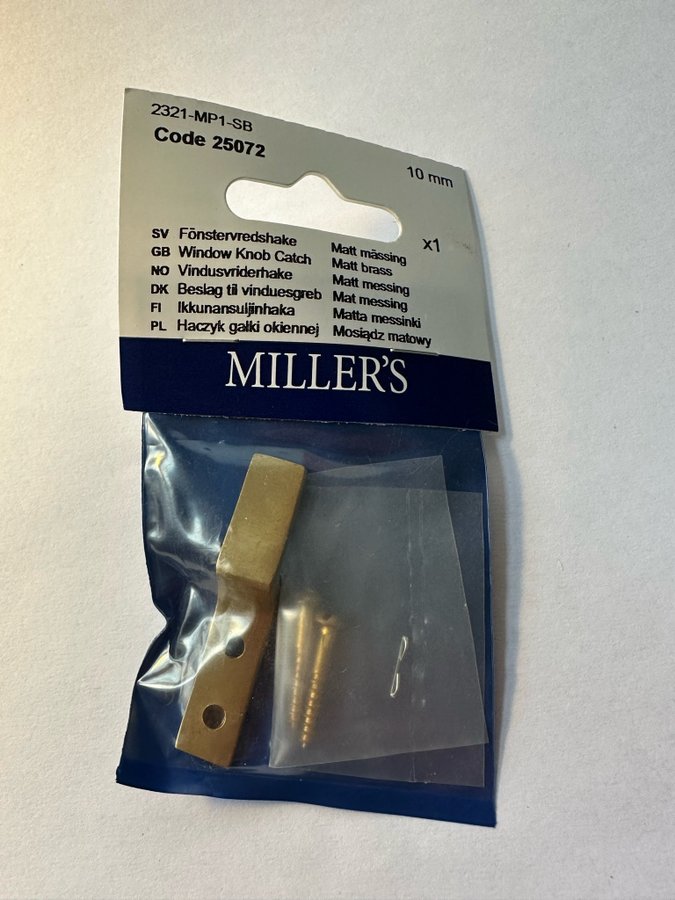 2321-MP1-SB
Code 25072
10 mm
x1
SV Fönstervredshake Matt mässing
GB Window Knob Catch Matt brass
NO Vindusvriderhake Matt messing
DK Beslag til vinduesgreb Mat messing
FI Ikkunansuljinhaka Matta messinki
PL Haczyk gałki okiennej Mosiądz matowy
MILLER'S